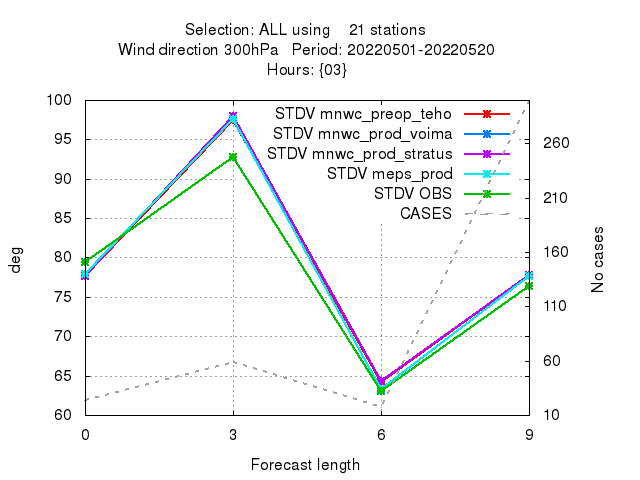 Selection: ALL using 21 stations
Wind direction 300hPa Period: 20220501-20220520
Hours: {03}
100
95
90
85
80
75
70
65
60
deg
STDV mnwc_preop_teho
STDV mnwc_prod_voima
STDV mnwc_prod_stratus
STDV meps_prod
STDV OBS
CASES
260
210
160
110
60
10
No cases
0 3 6 9
Forecast length